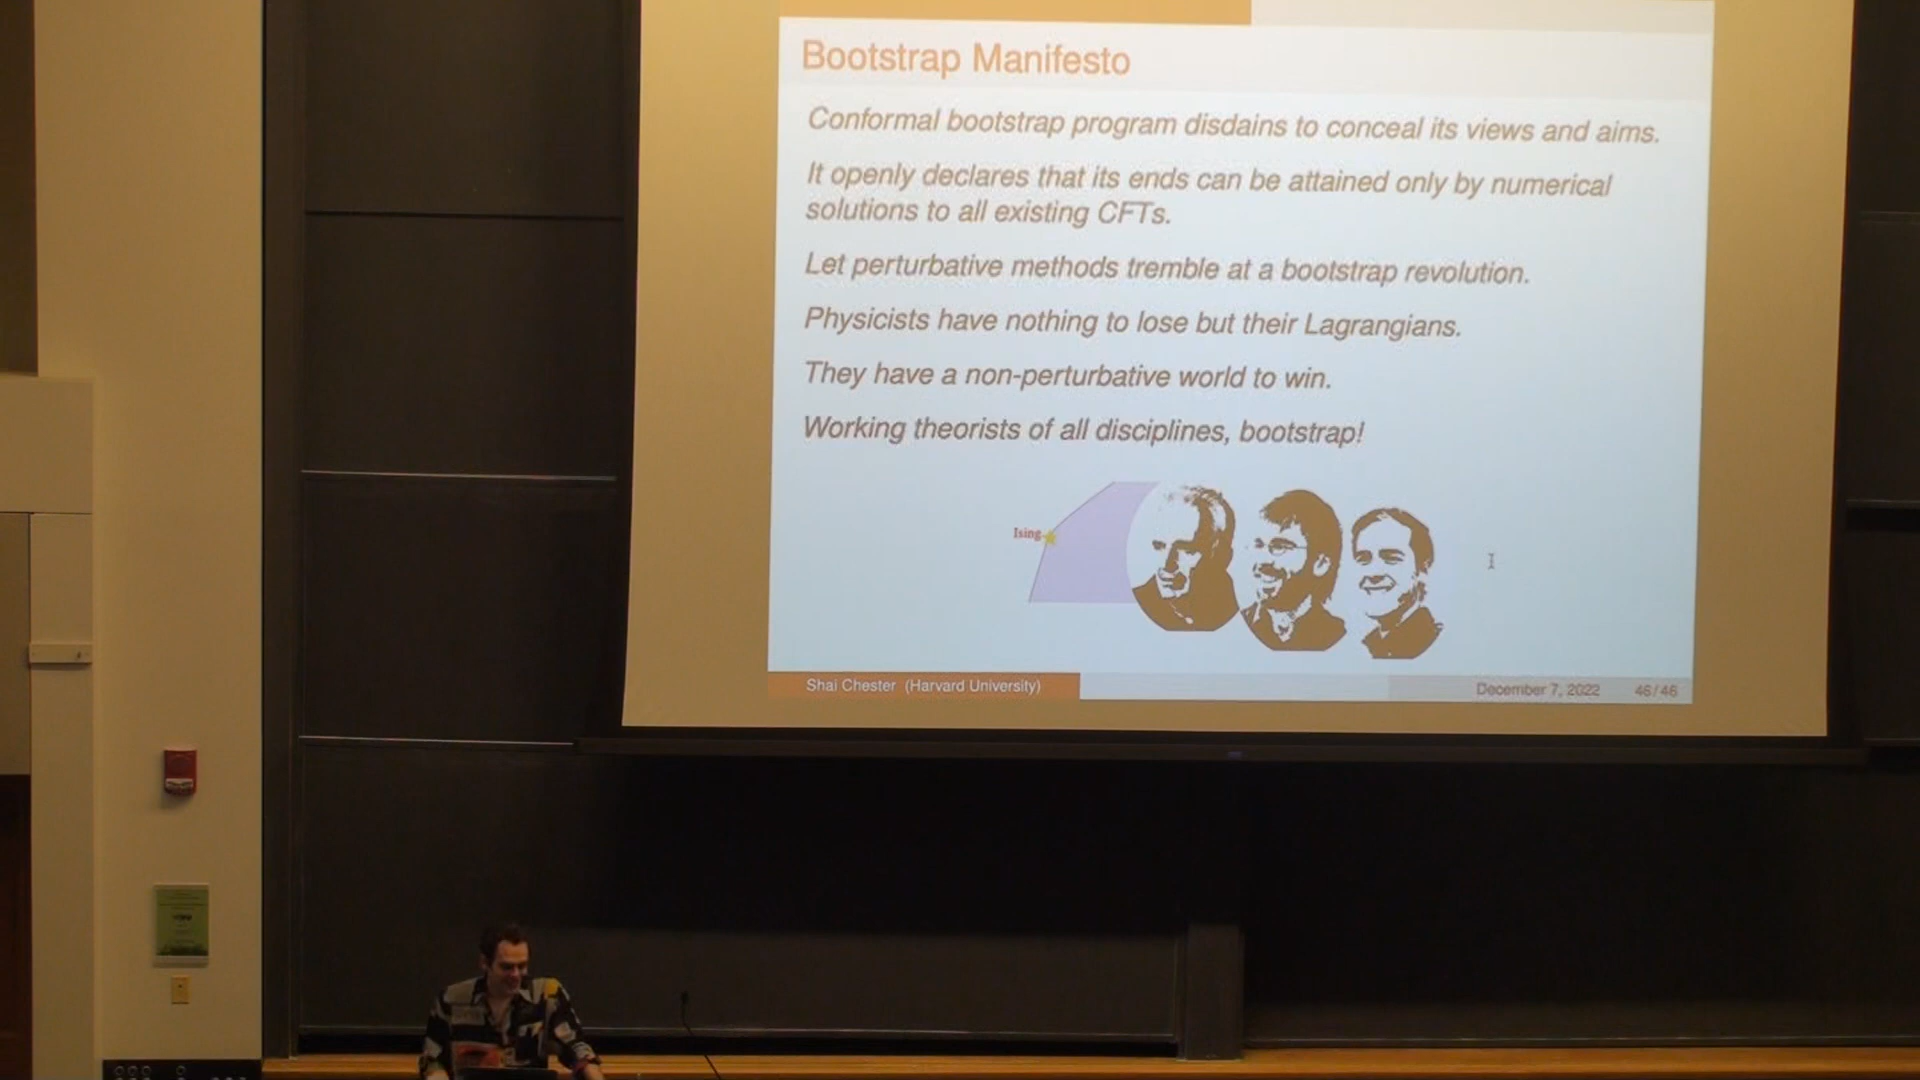 Bootstrap Manifesto
Conformal bootstrap program disdains to conceal its views and aims.
It openly declares that its ends can be attained only by numerical
solutions to all existing CFTs.
Let perturbative methods tremble at a bootstrap revolution.
Physicists have nothing to lose but their Lagrangians.
They have a non-perturbative world to win.
Working theorists of all disciplines, bootstrap!
Ising
Shai Chester (Harvard University)
December 7, 2022
46/46